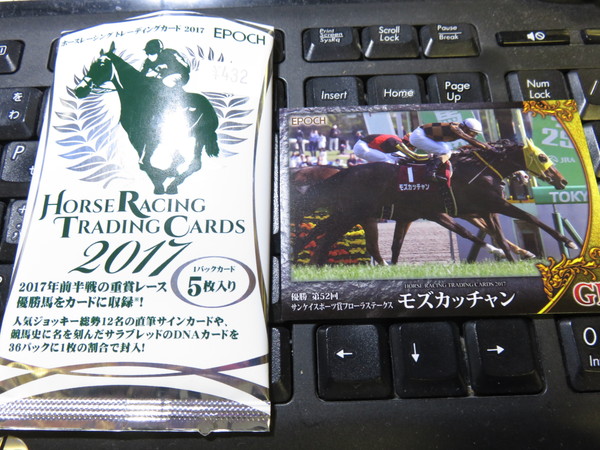 ホースレーシング トレーディングカード 2017 EPOCH
¥432
HORSE RACING
TRADING CARDS
2017
1パックカード
5枚入り
2017年前半戦の重賞レース
優勝馬をカードに収録※!
人気ジョッキー総勢12名の直筆サインカードや、
競馬史に名を刻んだサラブレッドのDNAカードを
36パックに1枚の割合で封入!
EPOCH
25
JRA
TOKY
1
モズカッチャン
HORSE RACING TRADING CARDS 2017
優勝 第52回
サンケイスポーツ賞フローラステークス
モズカッチャン
G
Print Screen
SysRq
Scroll
Lock
Pause
Break
Insert
Home
Page
Up
Num
Lock
を
わ
P
0
Ins
←
↓
→